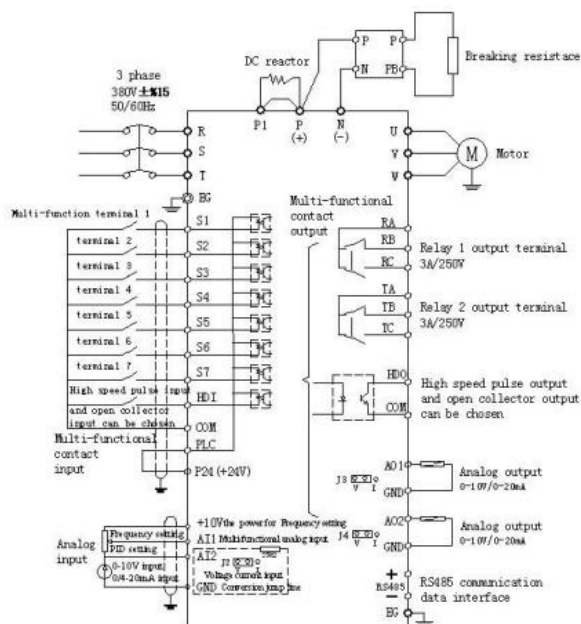 P
P
N
PB
Breaking resistace
DC reactor
3 phase
380V ±%15
50/60Hz
P1
P
(+)
N
(-)
R
S
T
EG
U
V
W
M
Motor
Multi-functional
contact
output
Multi-function terminal 1
S1
terminal 2
S2
terminal 3
S3
terminal 4
S4
terminal 5
S5
terminal 6
S6
terminal 7
S7
High speed pulse input
HDI
and open collector
input can be chosen
COM
Multi-functional
contact
input
PLC
P24(+24V)
RA
RB
RC
Relay 1 output terminal
3A/250V
TA
TB
TC
Relay 2 output terminal
3A/250V
HDO
COM
High speed pulse output
and open collector output
can be chosen
AO1
J3
V I
GND
Analog output
0-10V/0-20mA
AO2
J4
V I
GND
Analog output
0-10V/0-20mA
+
RS485
−
RS485 communication
data interface
EG
Analog
input
Frequency setting
PID setting
0-10V input
0/4-20mA input
+10V the power for Frequency setting
AI1 Multifunctional analog input
AI2
J2
V I
Voltage current input
GND Conversion jump line